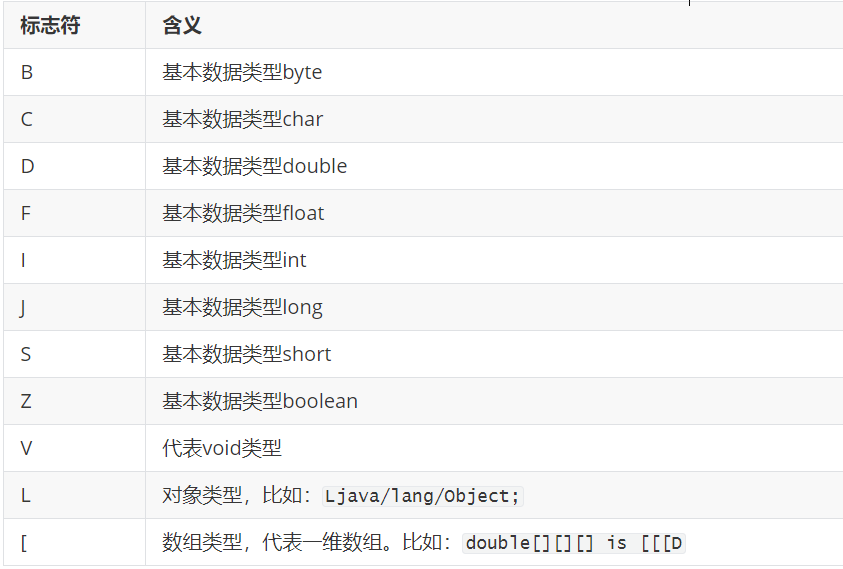 标志符 含义
B 基本数据类型byte
C 基本数据类型char
D 基本数据类型double
F 基本数据类型float
I 基本数据类型int
J 基本数据类型long
S 基本数据类型short
Z 基本数据类型boolean
V 代表void类型
L 对象类型，比如：Ljava/lang/Object;
[ 数组类型，代表一维数组。比如：double[][][] is [[[D